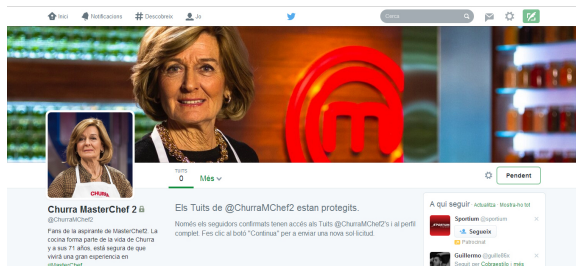 Inici Notificacions Descobreix Jo Cerca
CHURRA
TUITS
0
Més
Pendent
Churra MasterChef 2
@ChurraMChef2
Fans de la aspirante de MasterChef2. La
cocina forma parte de la vida de Churra
y a sus 71 años, está segura de que
vivirá una gran experiencia en
#MasterChef
Els Tuits de @ChurraMChef2 estan protegits.
Només els seguidors confirmats tenen accés als Tuits @ChurraMChef2's i al perfil
complet. Fes clic al botó "Continua" per a enviar una nova sol·licitud.
A qui seguir · Actualitza · Mostra-ho tot
Sportium @sportium
Segueix
Patrocinat
Guillermo @guille8fix
Seguit per Cobraestilo i més